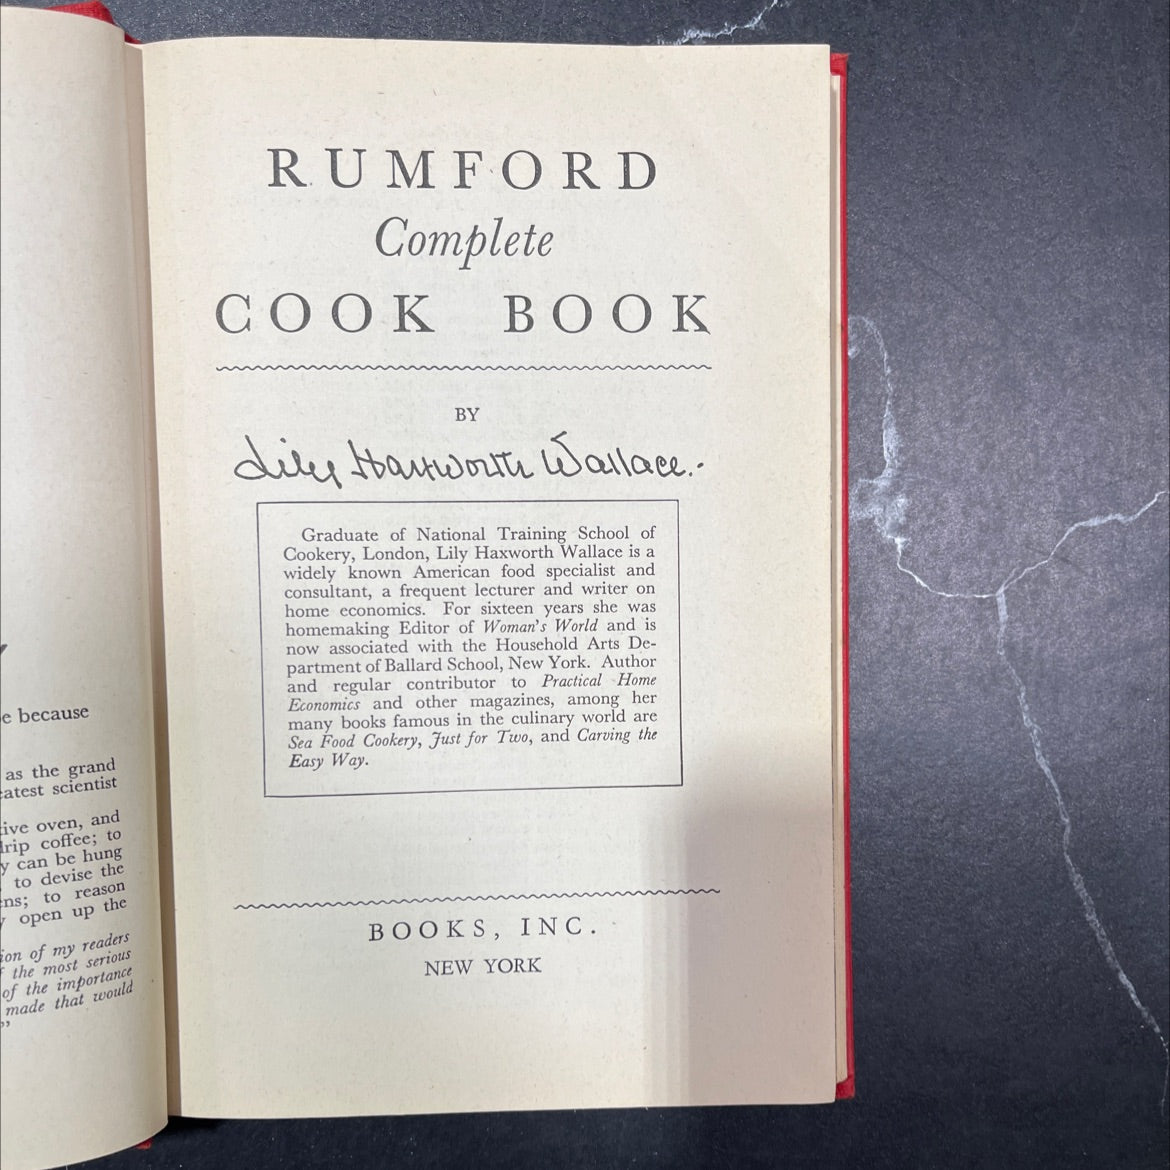 e because
as the grand
eatest scientist
tive oven, and
drip coffee; to
y can be hung
to devise the
ens; to reason
y open up the
ion of my readers
f the most serious
of the importance
made that would
"
RUMFORD
Complete
COOK BOOK
BY
Lily Haxworth Wallace.-
Graduate of National Training School of
Cookery, London, Lily Haxworth Wallace is a
widely known American food specialist and
consultant, a frequent lecturer and writer on
home economics. For sixteen years she was
homemaking Editor of Woman's World and is
now associated with the Household Arts De-
partment of Ballard School, New York. Author
and regular contributor to Practical Home
Economics and other magazines, among her
many books famous in the culinary world are
Sea Food Cookery, Just for Two, and Carving the
Easy Way.
BOOKS, INC.
NEW YORK